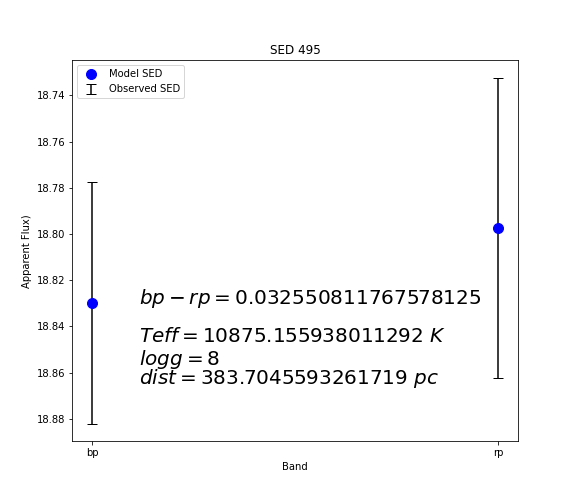 SED 495
Model SED
Observed SED
18.74
18.76
18.78
18.80
18.82
18.84
18.86
18.88
Apparent Flux)
bp − rp = 0.032550811767578125
Teff = 10875.155938011292 K
logg = 8
dist = 383.7045593261719 pc
bp
rp
Band